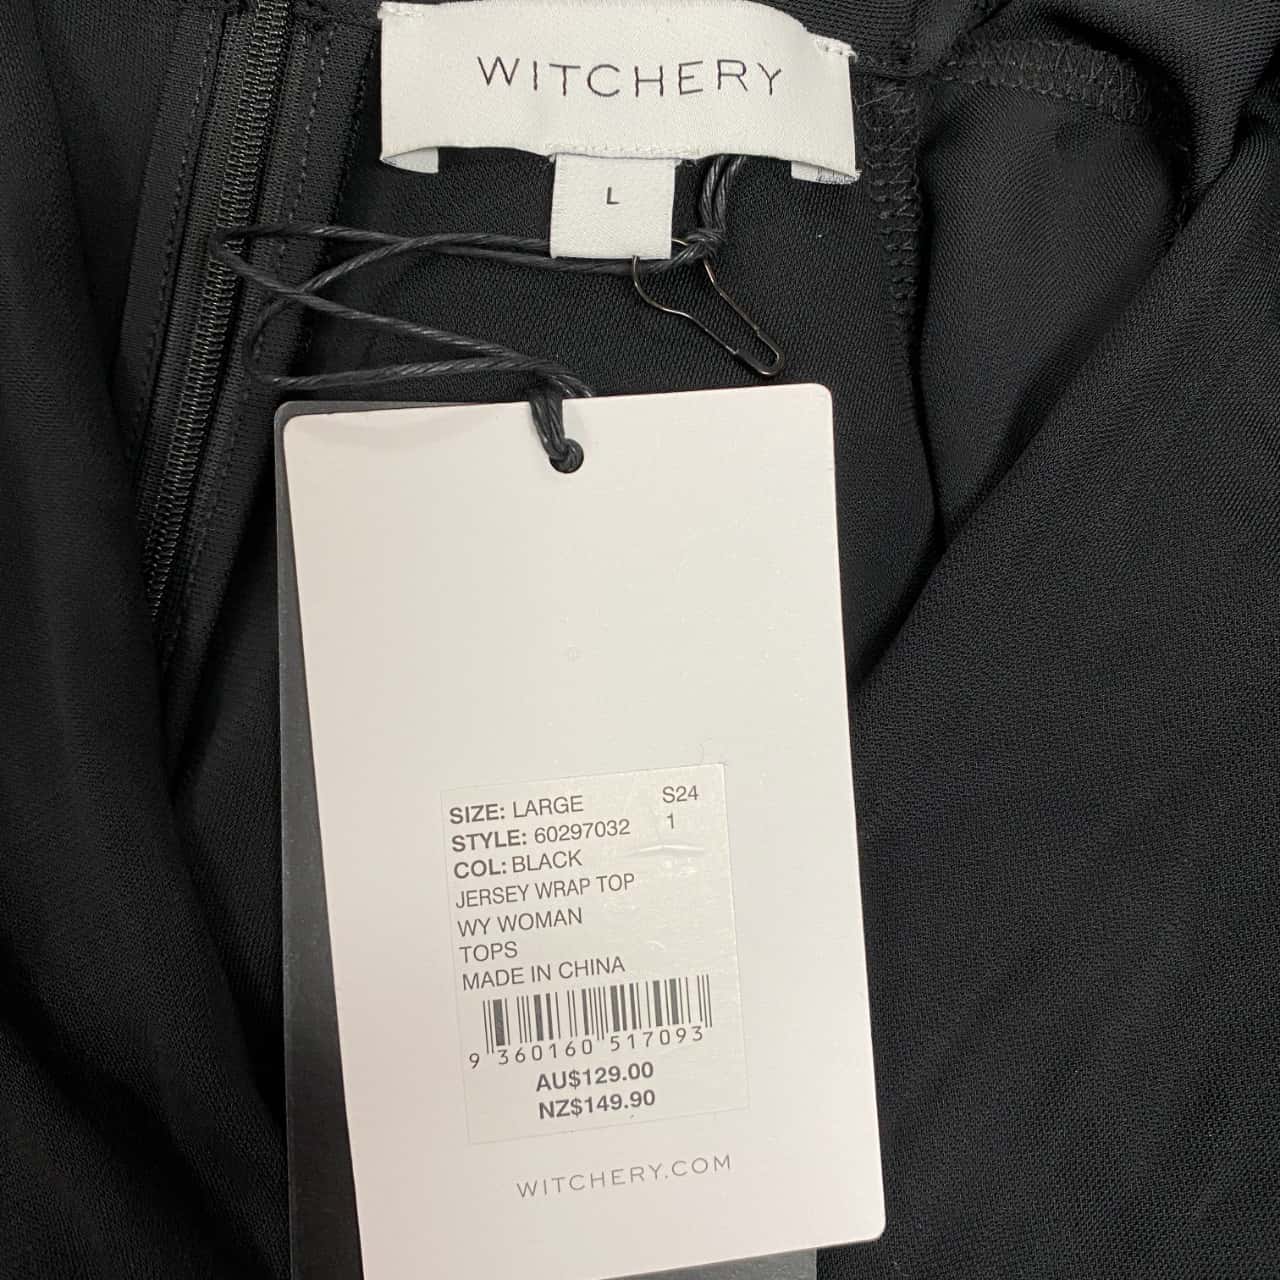 WITCHERY
L
SIZE: LARGE S24
STYLE: 60297032 1
COL: BLACK
JERSEY WRAP TOP
WY WOMAN
TOPS
MADE IN CHINA
9 360160 517093
AU$129.00
NZ$149.90
WITCHERY.COM